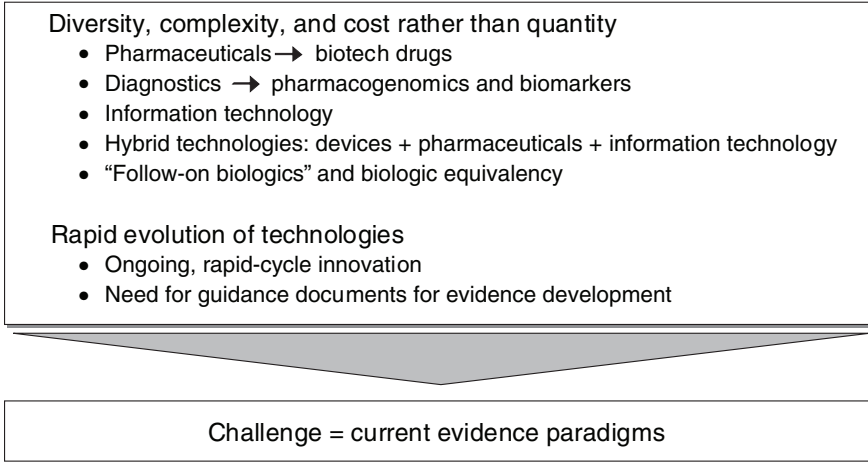 Diversity, complexity, and cost rather than quantity
• Pharmaceuticals → biotech drugs
• Diagnostics → pharmacogenomics and biomarkers
• Information technology
• Hybrid technologies: devices + pharmaceuticals + information technology
• “Follow-on biologics” and biologic equivalency
Rapid evolution of technologies
• Ongoing, rapid-cycle innovation
• Need for guidance documents for evidence development
Challenge = current evidence paradigms